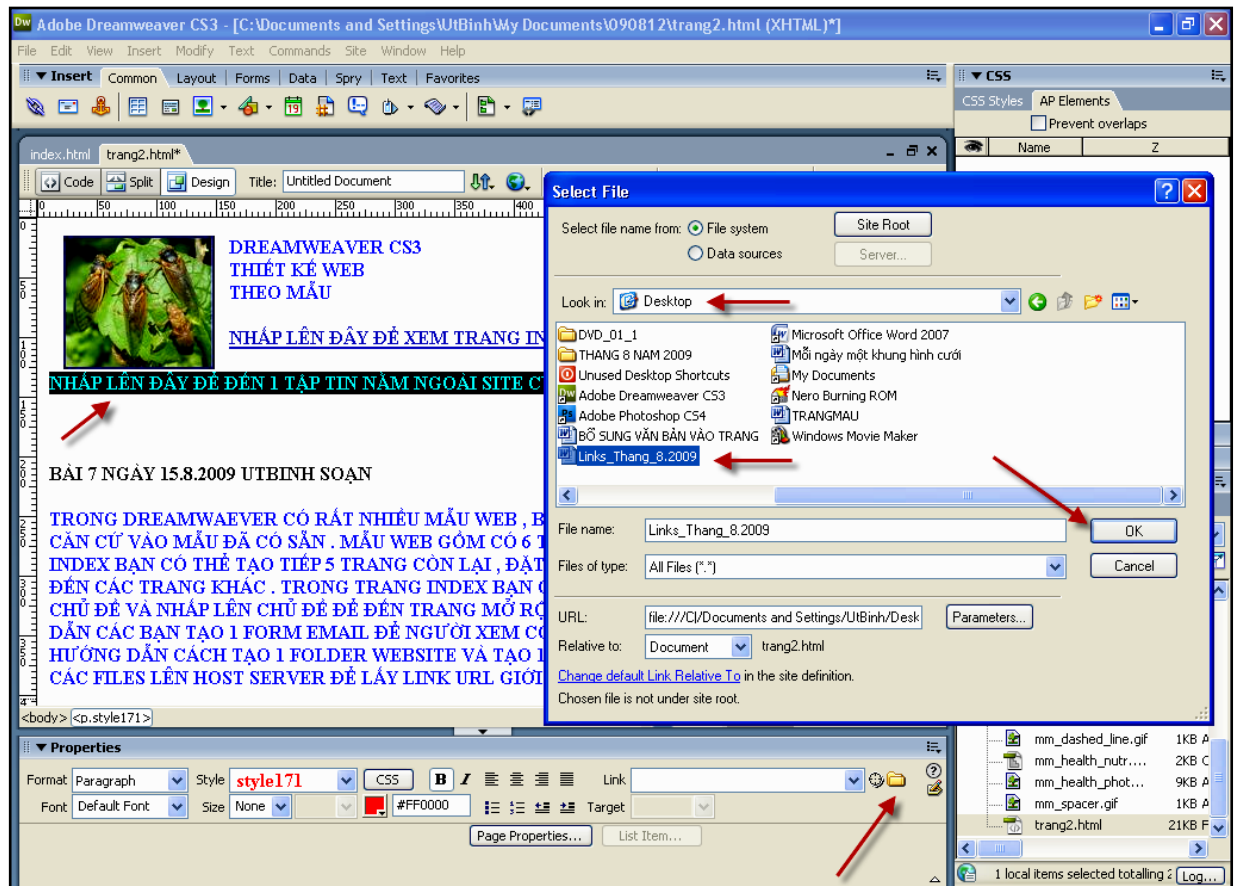 Adobe Dreamweaver CS3 - [C:\Documents and Settings\UtBinh\My Documents\090812\trang2.html (XHTML)*]
File Edit View Insert Modify Text Commands Site Window Help
▼ Insert Common Layout Forms Data Spry Text Favorites
▼ CSS
CSS Styles AP Elements
Prevent overlaps
Name Z
index.html trang2.html*
Code Split Design Title: Untitled Document
0 50 100 150 200 250 300 350 400
DREAMWEAVER CS3
THIẾT KẾ WEB
THEO MẪU
NHẤP LÊN ĐÂY ĐỂ XEM TRANG IN
NHẤP LÊN ĐÂY ĐỂ ĐẾN 1 TẬP TIN NẰM NGOÀI SITE C
BÀI 7 NGÀY 15.8.2009 UTBINH SOẠN
TRONG DREAMWAEVER CÓ RẤT NHIỀU MẪU WEB , B
CĂN CỨ VÀO MẪU ĐÃ CÓ SẴN . MẪU WEB GỒM CÓ 6 T
INDEX BẠN CÓ THỂ TẠO TIẾP 5 TRANG CÒN LẠI , ĐẶT
ĐẾN CÁC TRANG KHÁC . TRONG TRANG INDEX BẠN
CHỦ ĐỀ VÀ NHẤP LÊN CHỦ ĐỀ ĐỂ ĐẾN TRANG MỞ RỘ
DẪN CÁC BẠN TẠO 1 FORM EMAIL ĐỂ NGƯỜI XEM CÓ
HƯỚNG DẪN CÁCH TẠO 1 FOLDER WEBSITE VÀ TẠO 1
CÁC FILES LÊN HOST SERVER ĐỂ LẤY LINK URL GIỚI
<body> <p.style171>
Select File
Select file name from: File system Site Root
Data sources Server...
Look in: Desktop
DVD_01_1
THANG 8 NAM 2009
Unused Desktop Shortcuts
Adobe Dreamweaver CS3
Adobe Photoshop CS4
BỔ SUNG VĂN BẢN VÀO TRANG
Links_Thang_8.2009
Microsoft Office Word 2007
Mỗi ngày một khung hình cưới
My Documents
Nero Burning ROM
TRANGMAU
Windows Movie Maker
File name: Links_Thang_8.2009 OK
Files of type: All Files (*.*) Cancel
URL: file:///C|/Documents and Settings/UtBinh/Desk Parameters...
Relative to: Document trang2.html
Change default Link Relative To in the site definition.
Chosen file is not under site root.
▼ Properties
Format Paragraph Style style171 CSS B I Link
Font Default Font Size None #FF0000 Target
Page Properties... List Item...
mm_dashed_line.gif 1KB A
mm_health_nutr.... 2KB C
mm_health_phot... 9KB A
mm_spacer.gif 1KB A
trang2.html 21KB F
1 local items selected totalling 2 Log...